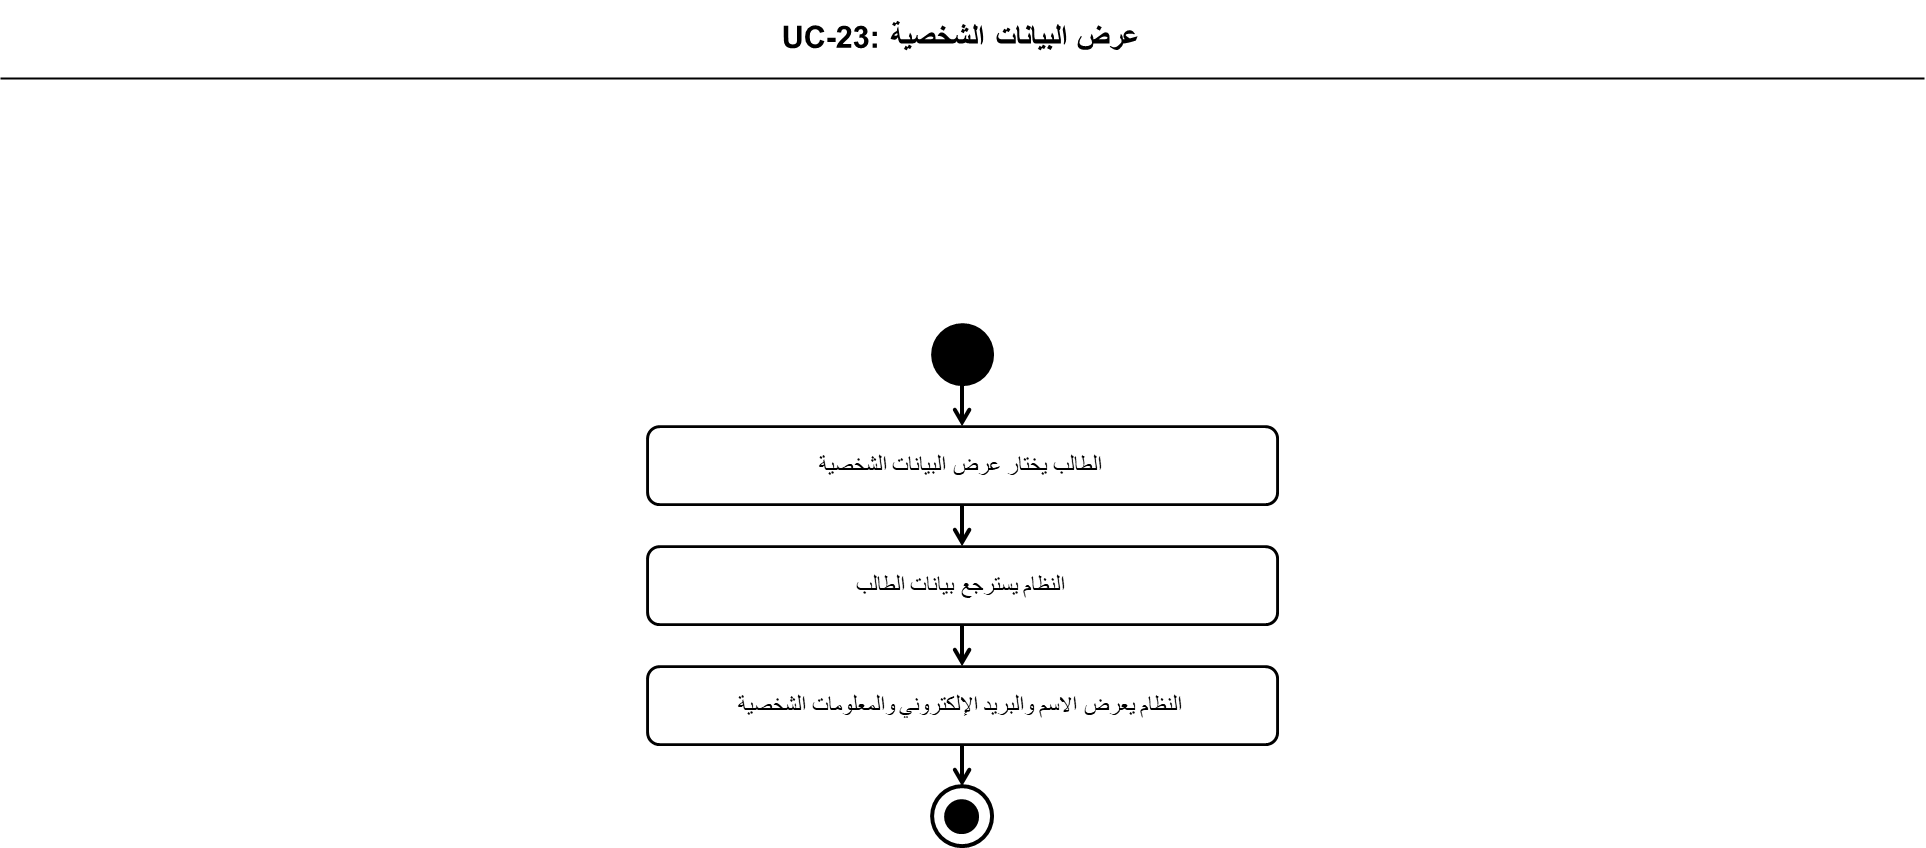 UC-23: عرض البيانات الشخصية
الطالب يختار عرض البيانات الشخصية
النظام يسترجع بيانات الطالب
النظام يعرض الاسم والبريد الإلكتروني والمعلومات الشخصية